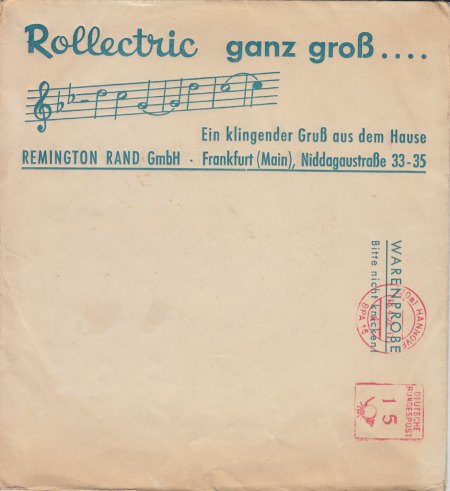 Rollectric ganz groß....
Ein klingender Gruß aus dem Hause
REMINGTON RAND GmbH · Frankfurt (Main), Niddagaustraße 33-35
WARENPROBE
Bitte nicht knicken!
HANNOV
DEUTSCHE
BUNDESPOST
15